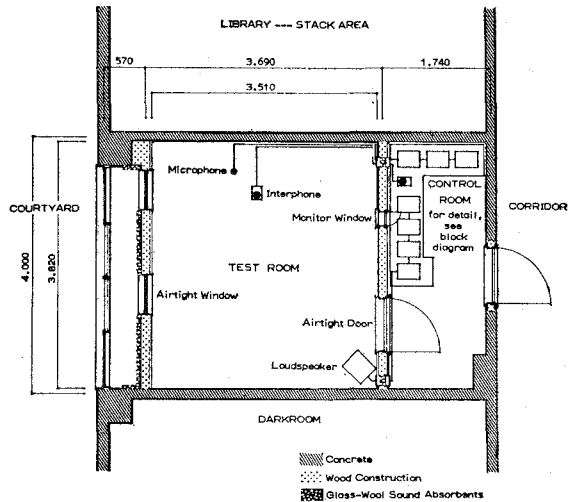 LIBRARY --- STACK AREA
570
3.690
1.740
3.510
Microphone
Interphone
Monitor Window
CONTROL
ROOM
for detail,
see
block
diagram
COURTYARD
CORRIDOR
4.000
3.820
TEST ROOM
Airtight Window
Airtight Door
Loudspeaker
DARKROOM
Concrete
Wood Construction
Glass-Wool Sound Absorbents